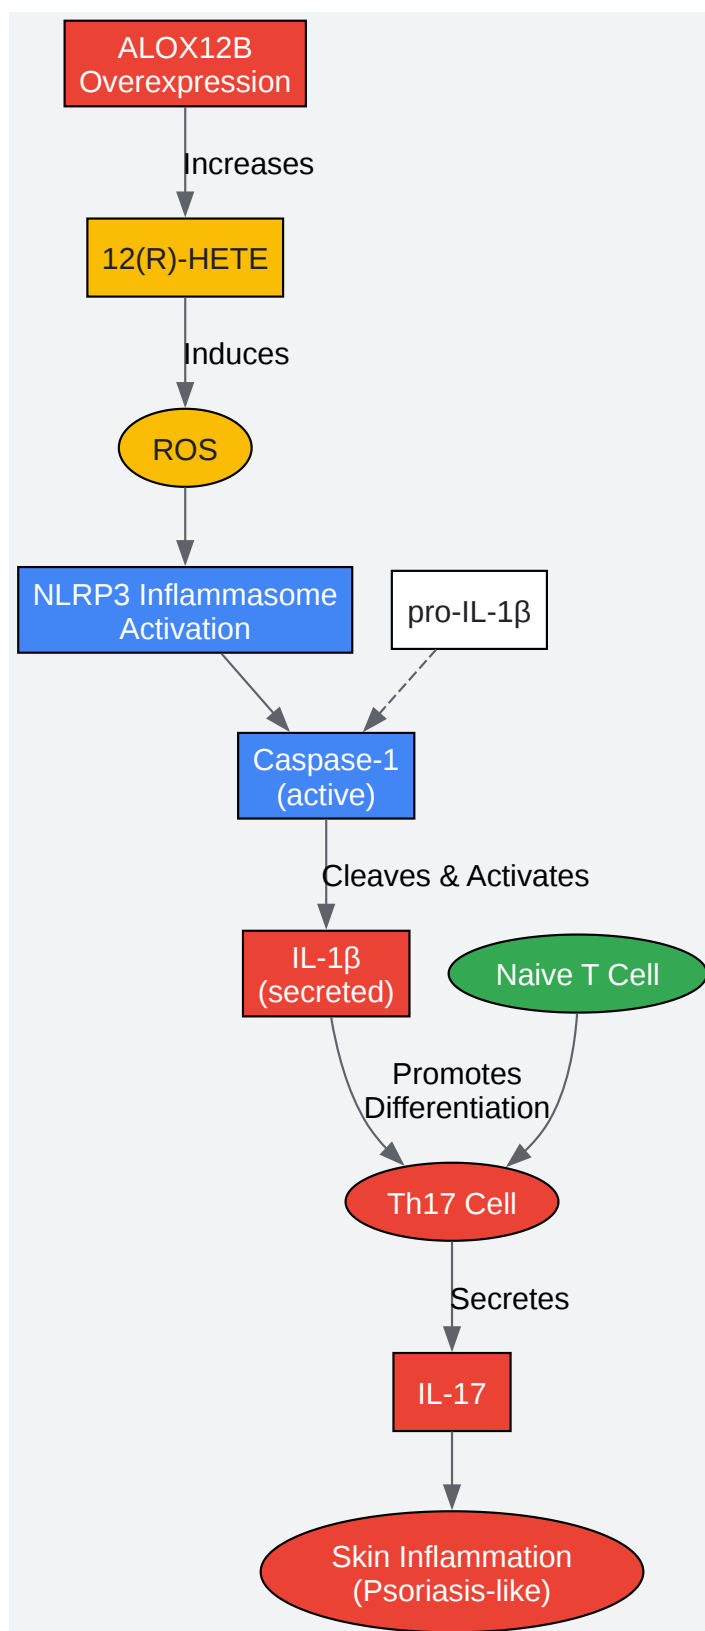 ALOX12B
Overexpression
Increases
12(R)-HETE
Induces
ROS
NLRP3 Inflammasome
Activation
pro-IL-1β
Caspase-1
(active)
Cleaves & Activates
IL-1β
(secreted)
Naive T Cell
Promotes
Differentiation
Th17 Cell
Secretes
IL-17
Skin Inflammation
(Psoriasis-like)